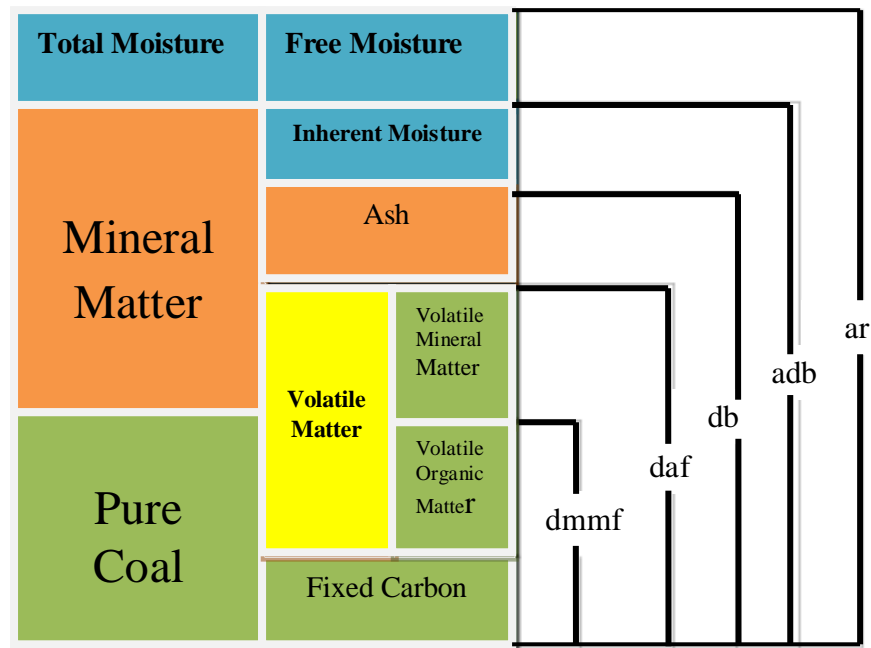 Total Moisture
Free Moisture
Inherent Moisture
Ash
Mineral
Matter
Volatile
Mineral
Matter
Volatile
Matter
Volatile
Organic
Matter
Pure
Coal
Fixed Carbon
dmmf
daf
db
adb
ar